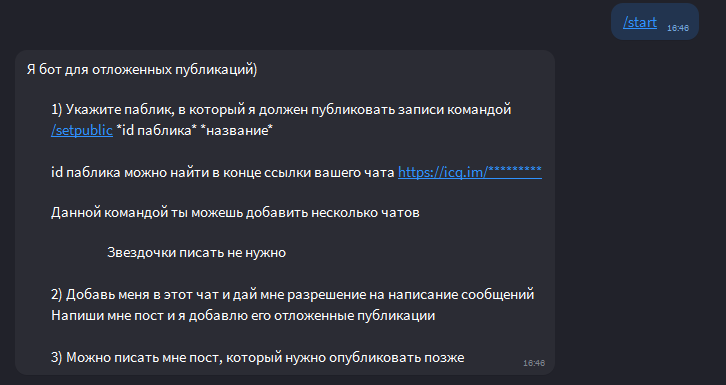 /start
16:46
Я бот для отложенных публикаций)
1) Укажите паблик, в который я должен публиковать записи командой
/setpublic *id паблика* *название*
id паблика можно найти в конце ссылки вашего чата https://icq.im/*********
Данной командой ты можешь добавить несколько чатов
Звездочки писать не нужно
2) Добавь меня в этот чат и дай мне разрешение на написание сообщений
Напиши мне пост и я добавлю его отложенные публикации
3) Можно писать мне пост, который нужно опубликовать позже
16:46